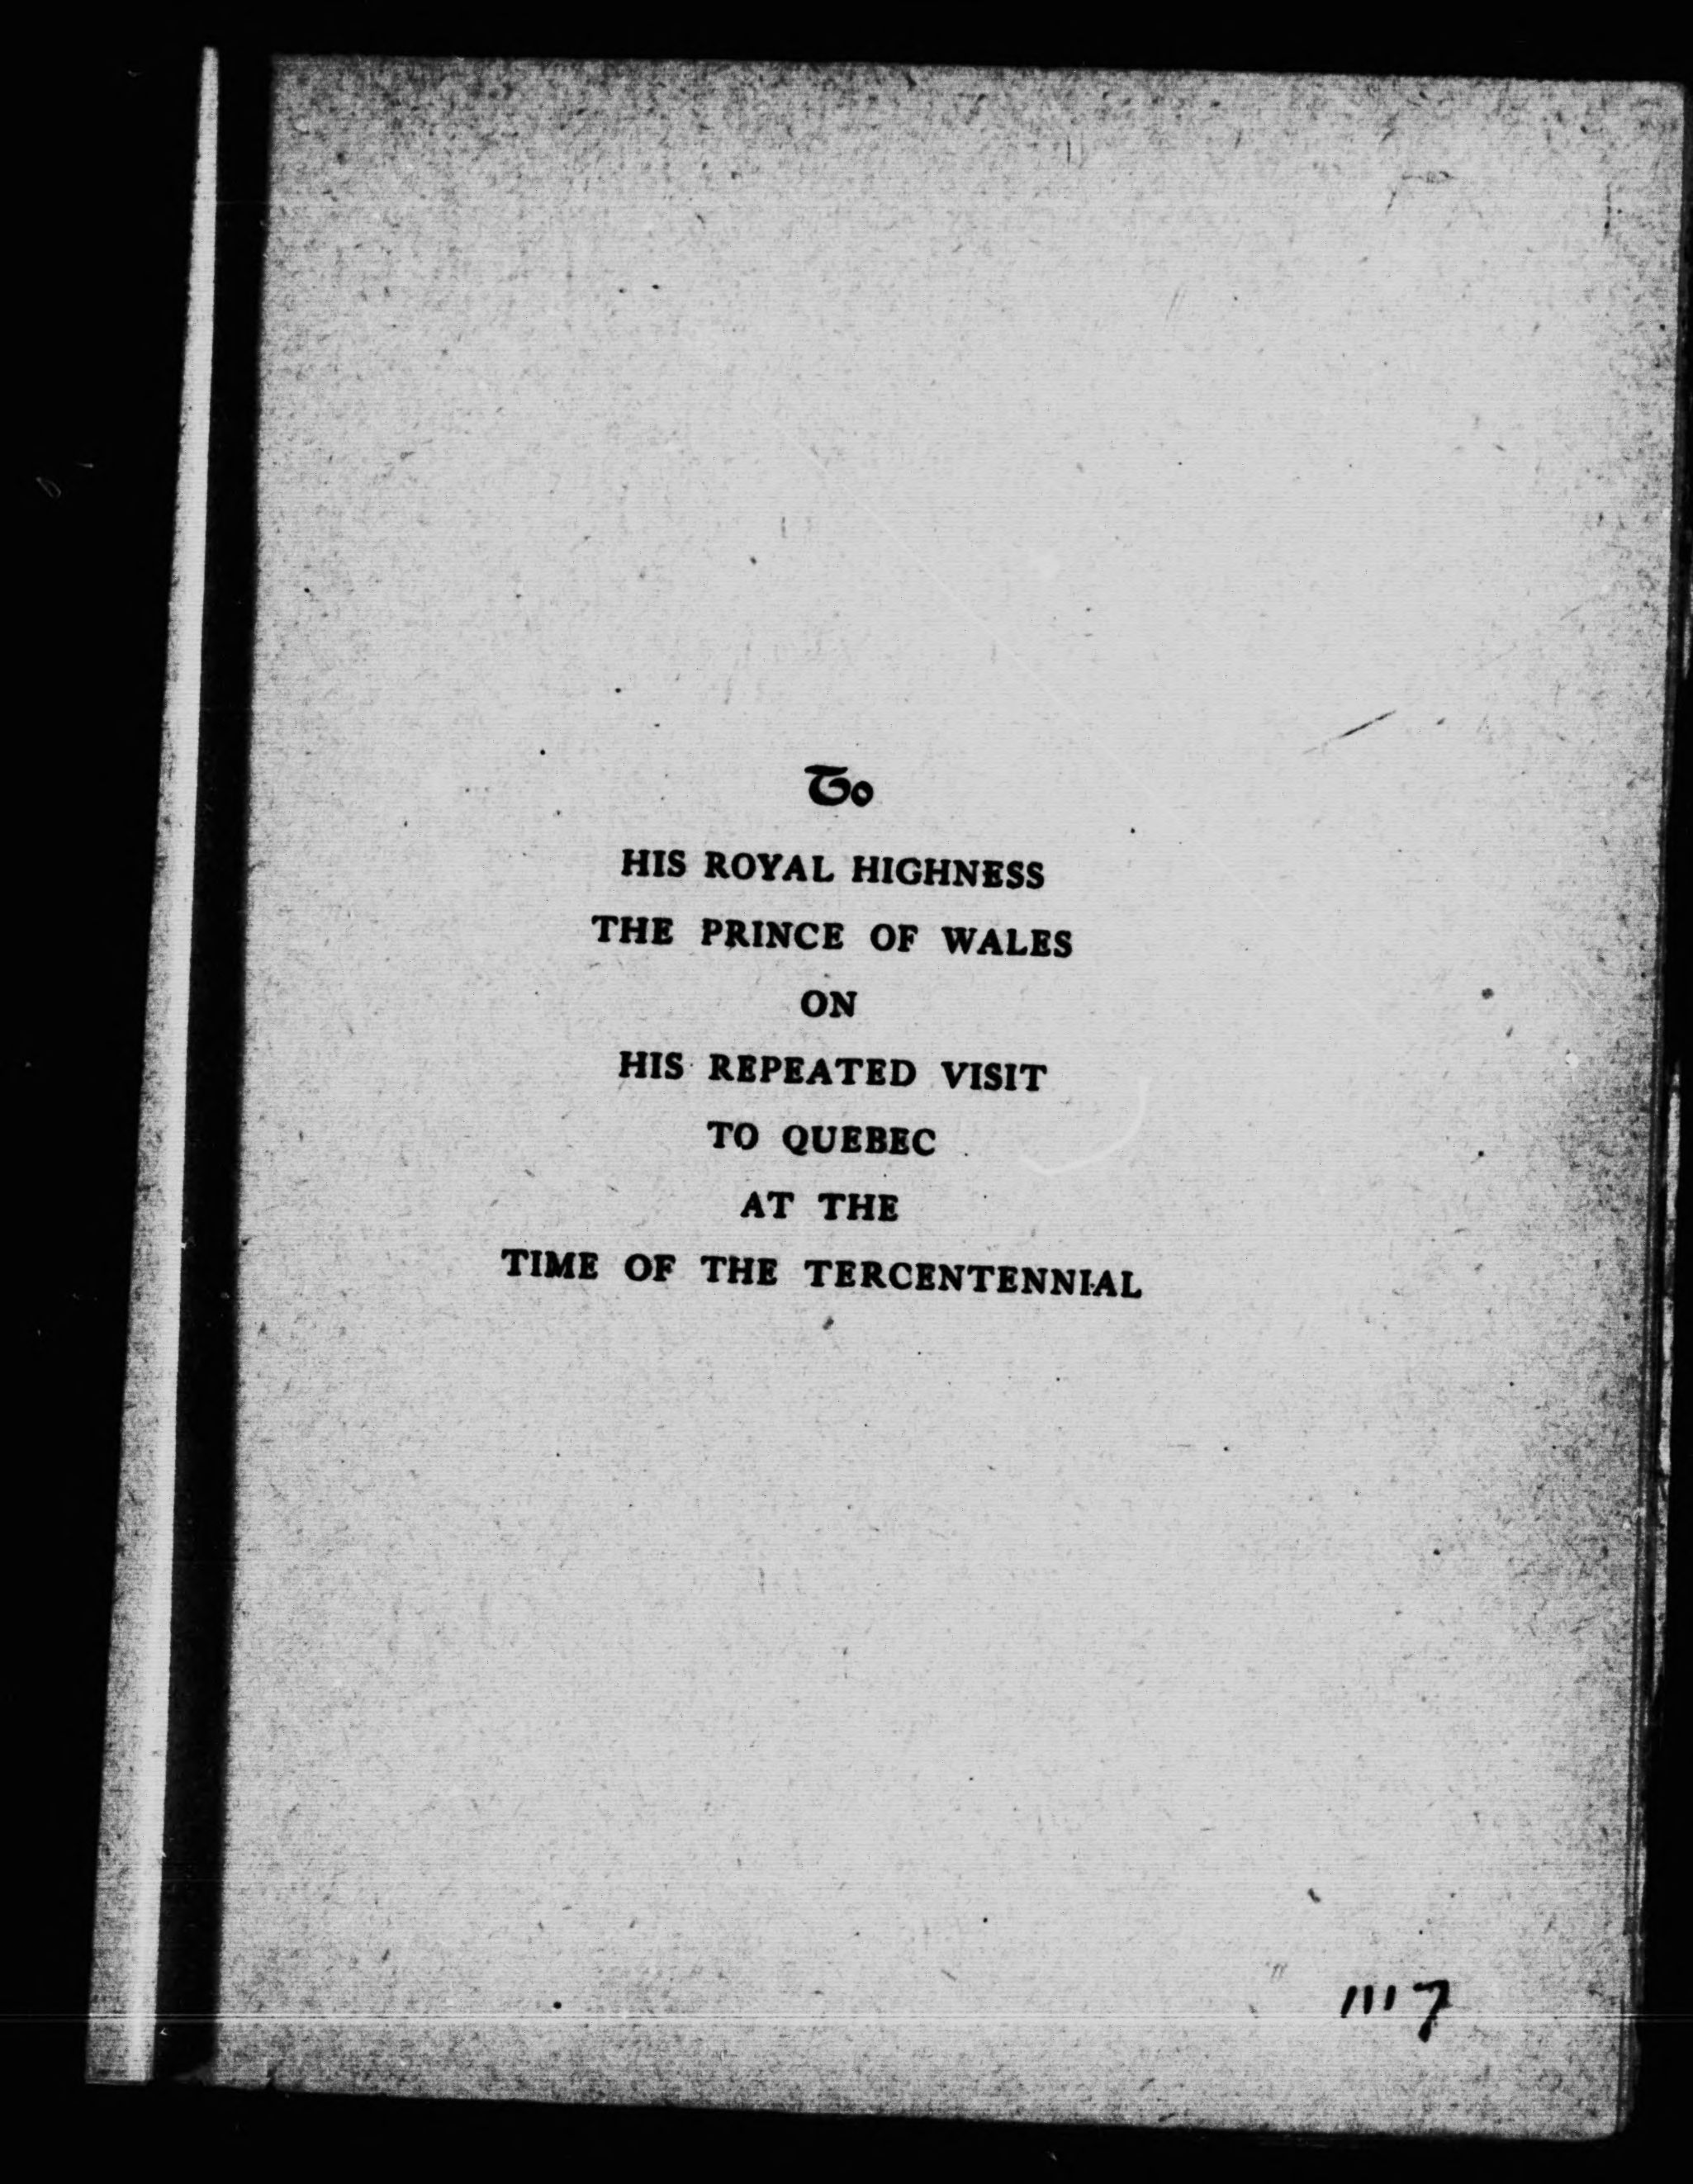 To
HIS ROYAL HIGHNESS
THE PRINCE OF WALES
ON
HIS REPEATED VISIT
TO QUEBEC
AT THE
TIME OF THE TERCENTENNIAL
1117